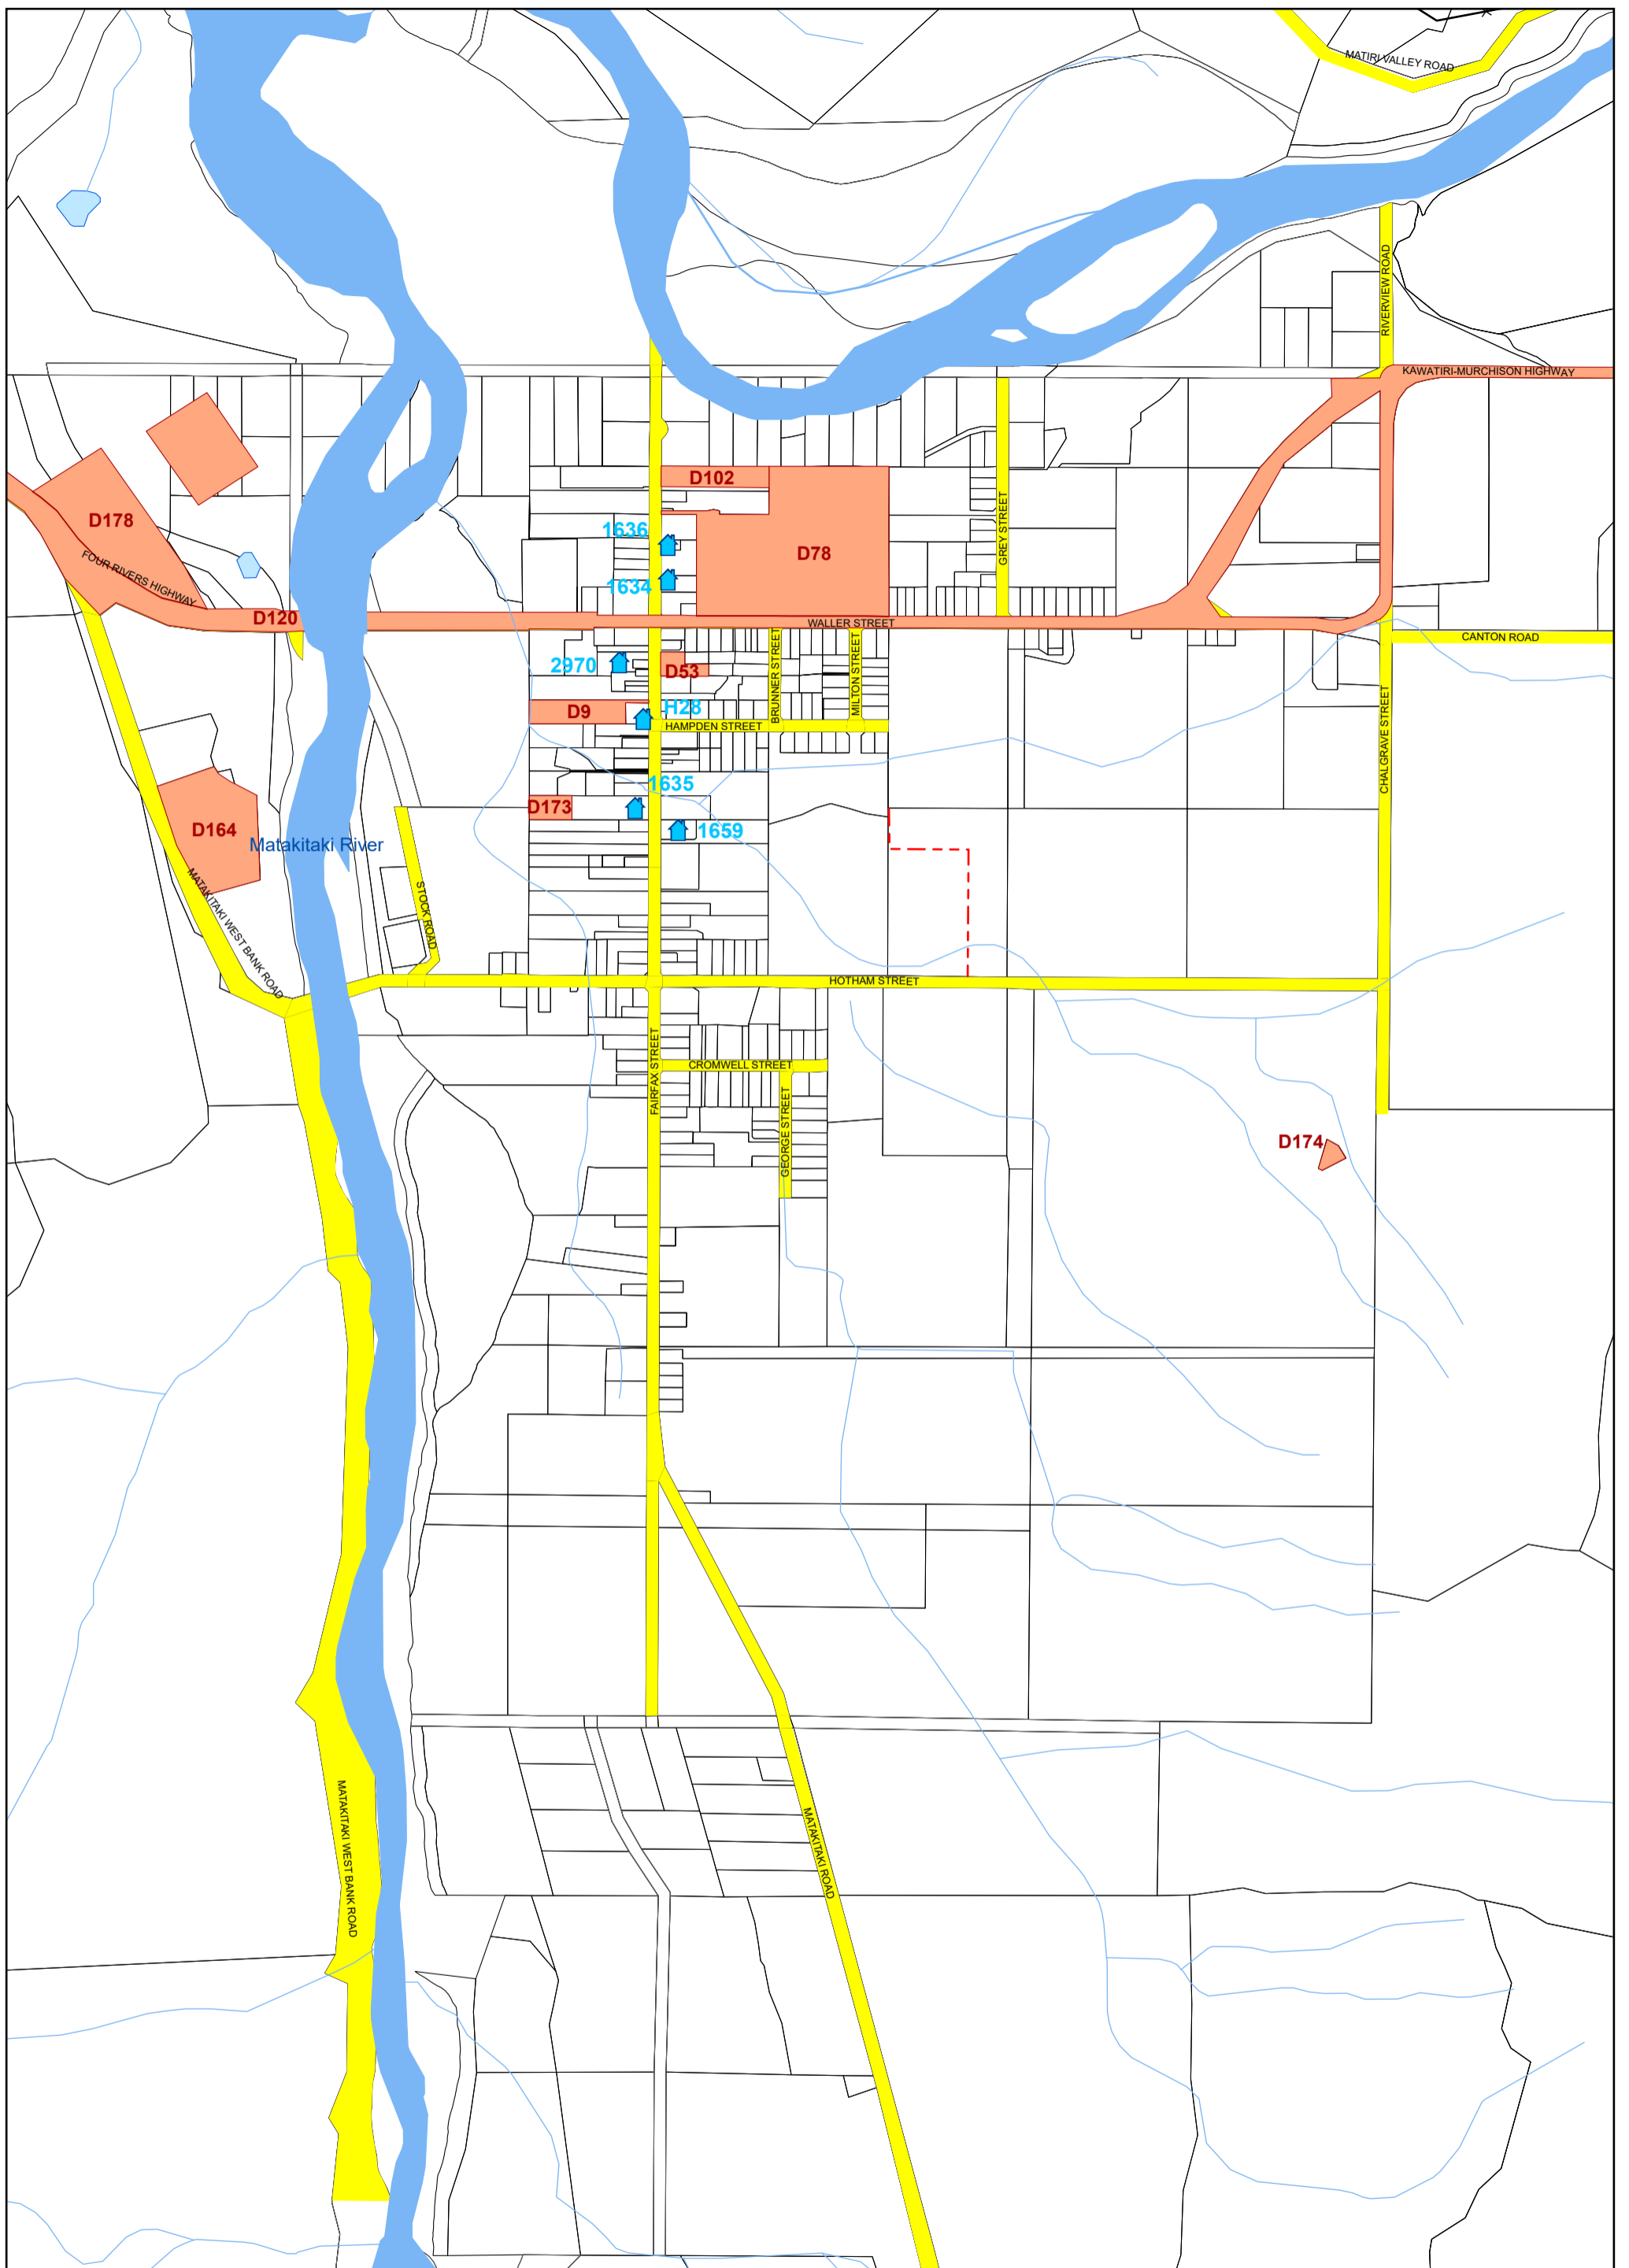 MATIRI VALLEY ROAD
RIVERVIEW ROAD
KAWATIRI-MURCHISON HIGHWAY
D102
D178
1636
GREY STREET
D78
FOUR RIVERS HIGHWAY
1634
D120
WALLER STREET
CANTON ROAD
2970
D53
BRUNNER STREET
MILTON STREET
D9
H28
HAMPDEN STREET
CHALGRAVE STREET
1635
D173
D164
1659
Matakitaki River
MATAKITAKI WEST BANK ROAD
STOCK ROAD
HOTHAM STREET
FAIRFAX STREET
CROMWELL STREET
GEORGE STREET
D174
MATAKITAKI WEST BANK ROAD
MATAKITAKI ROAD